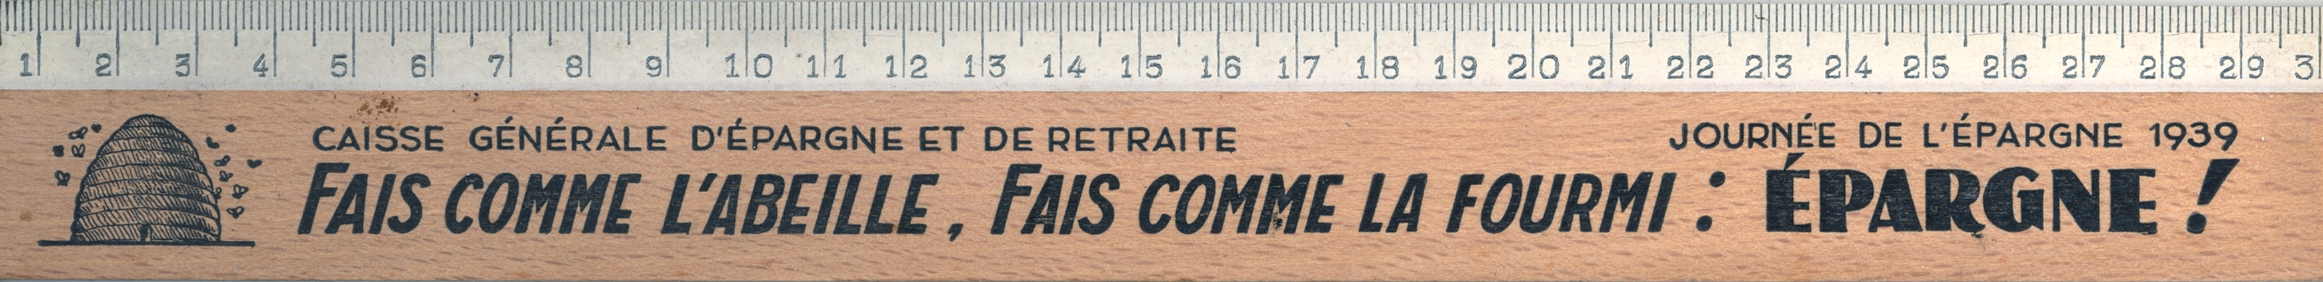 1 2 3 4 5 6 7 8 9 10 11 12 13 14 15 16 17 18 19 20 21 22 23 24 25 26 27 28 29 3
CAISSE GÉNÉRALE D'ÉPARGNE ET DE RETRAITE
JOURNÉE DE L'ÉPARGNE 1939
FAIS COMME L'ABEILLE, FAIS COMME LA FOURMI : ÉPARGNE !